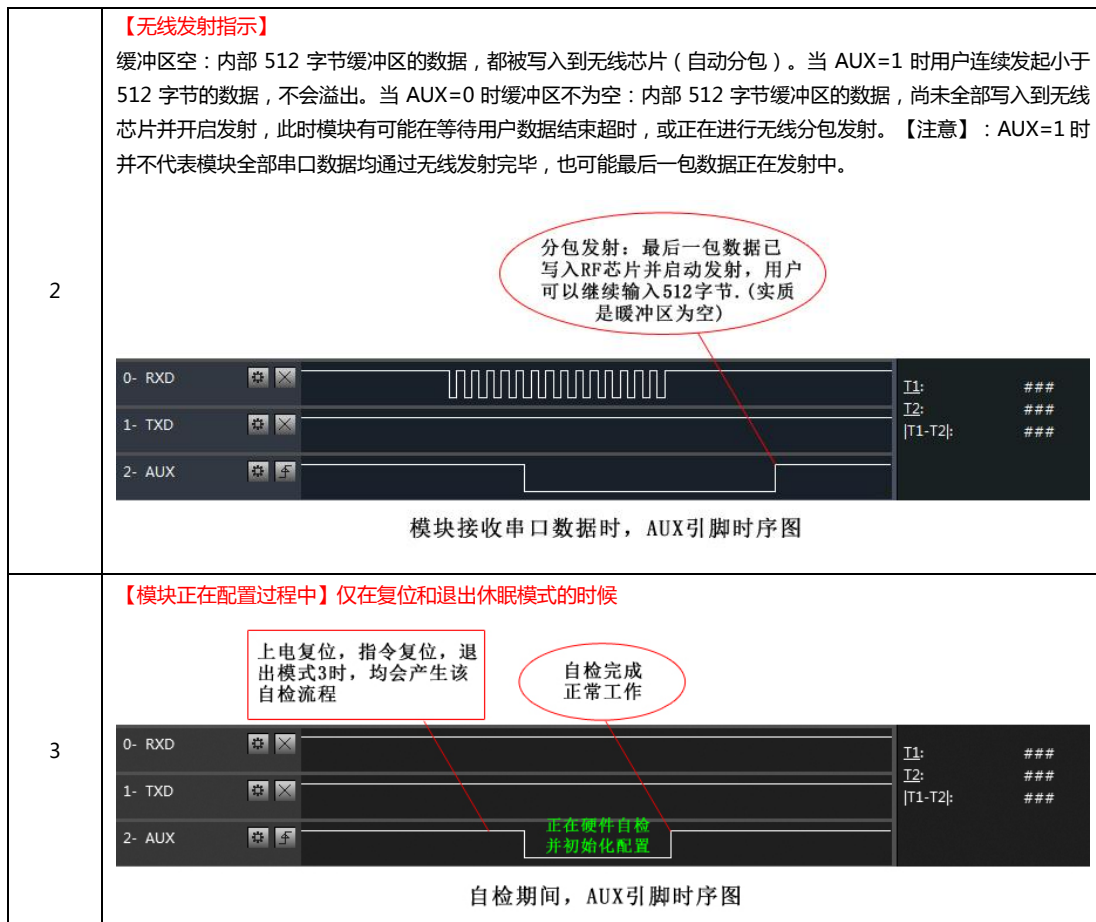 【无线发射指示】
缓冲区空：内部 512 字节缓冲区的数据，都被写入到无线芯片（自动分包）。当 AUX=1 时用户连续发起小于
512 字节的数据，不会溢出。当 AUX=0 时缓冲区不为空：内部 512 字节缓冲区的数据，尚未全部写入到无线
芯片并开启发射，此时模块有可能在等待用户数据结束超时，或正在进行无线分包发射。【注意】：AUX=1 时
并不代表模块全部串口数据均通过无线发射完毕，也可能最后一包数据正在发射中。
2
分包发射：最后一包数据已
写入RF芯片并启动发射，用户
可以继续输入512字节.(实质
是暖冲区为空)
0- RXD
1- TXD
2- AUX
T1: ###
T2: ###
|T1-T2|: ###
模块接收串口数据时，AUX引脚时序图
3
【模块正在配置过程中】仅在复位和退出休眠模式的时候
上电复位，指令复位，退
出模式3时，均会产生该
自检流程
自检完成
正常工作
0- RXD
1- TXD
2- AUX
正在硬件自检
并初始化配置
T1: ###
T2: ###
|T1-T2|: ###
自检期间，AUX引脚时序图